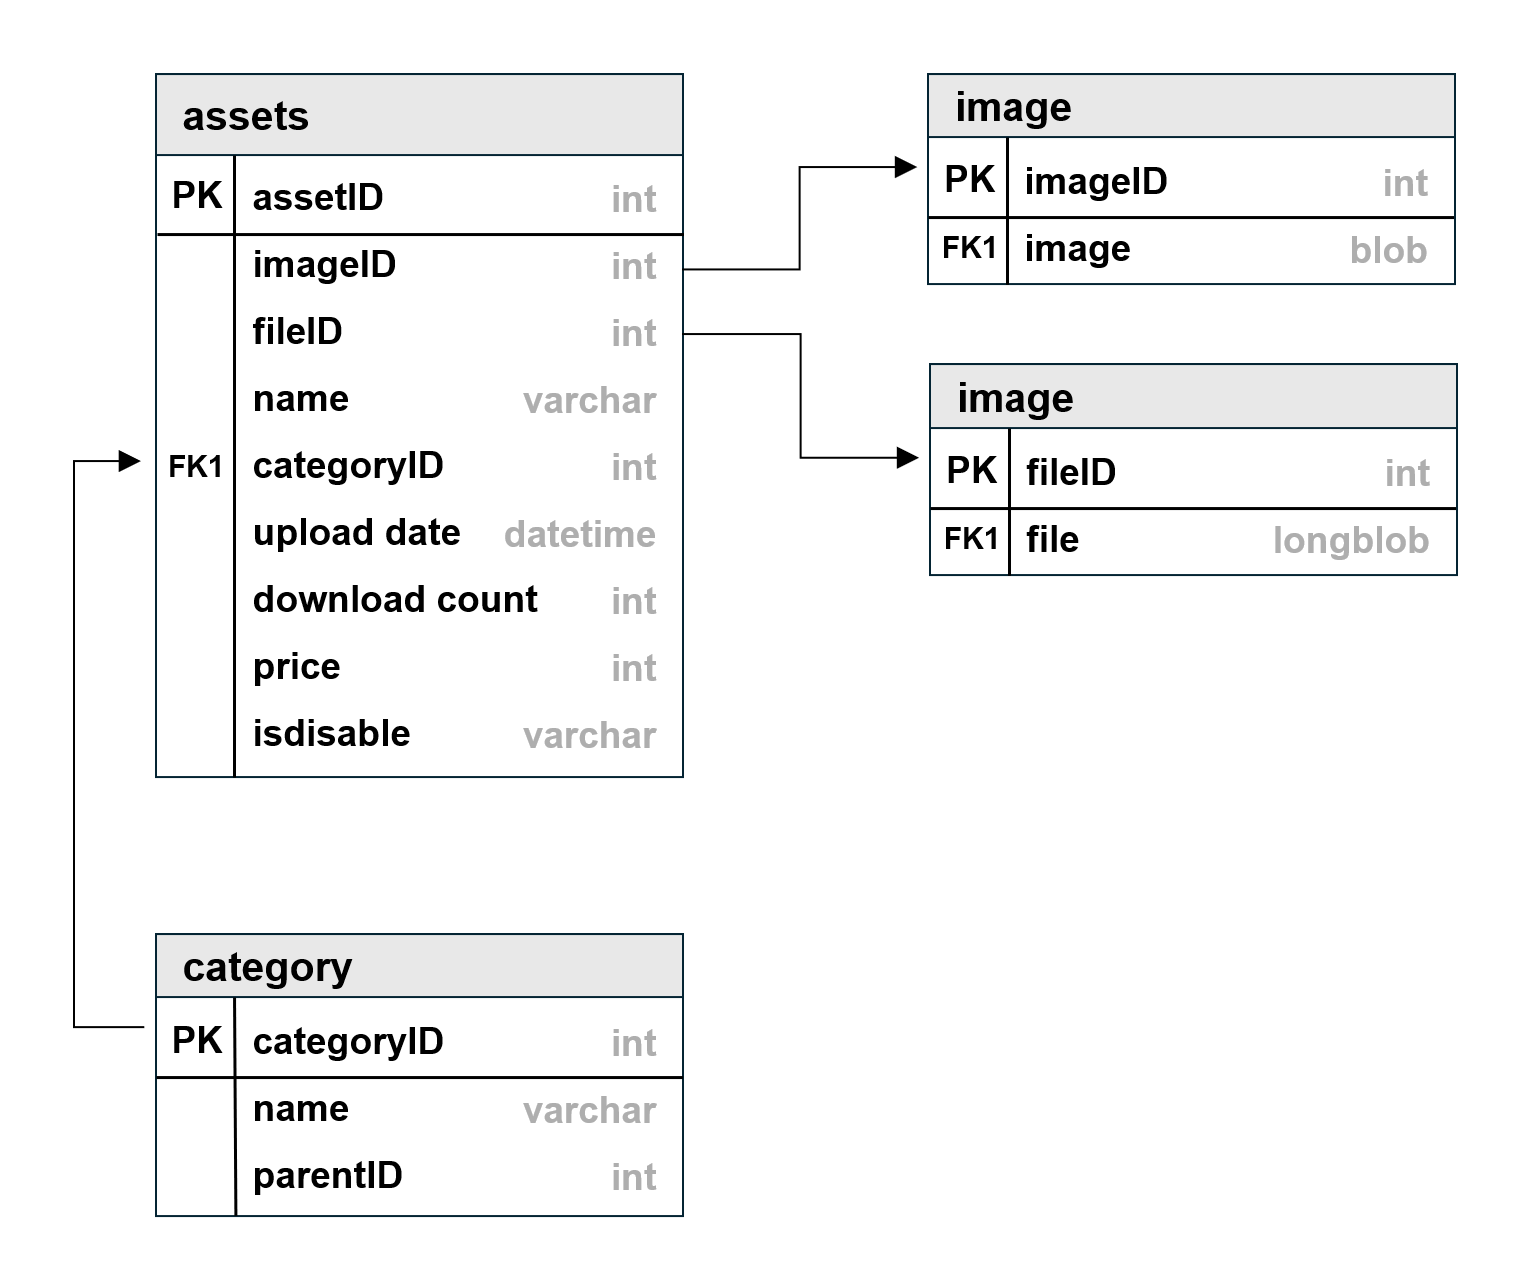 assets
PK assetID int
imageID int
fileID int
name varchar
FK1 categoryID int
upload date datetime
download count int
price int
isdisable varchar
image
PK imageID int
FK1 image blob
image
PK fileID int
FK1 file longblob
category
PK categoryID int
name varchar
parentID int